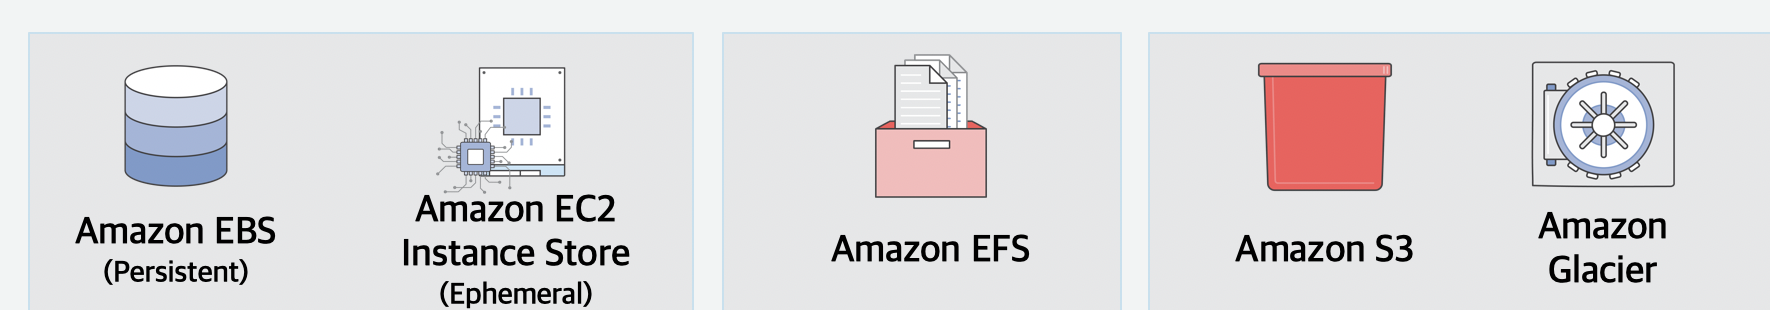 Amazon EBS
(Persistent)
Amazon EC2
Instance Store
(Ephemeral)
Amazon EFS
Amazon S3
Amazon
Glacier